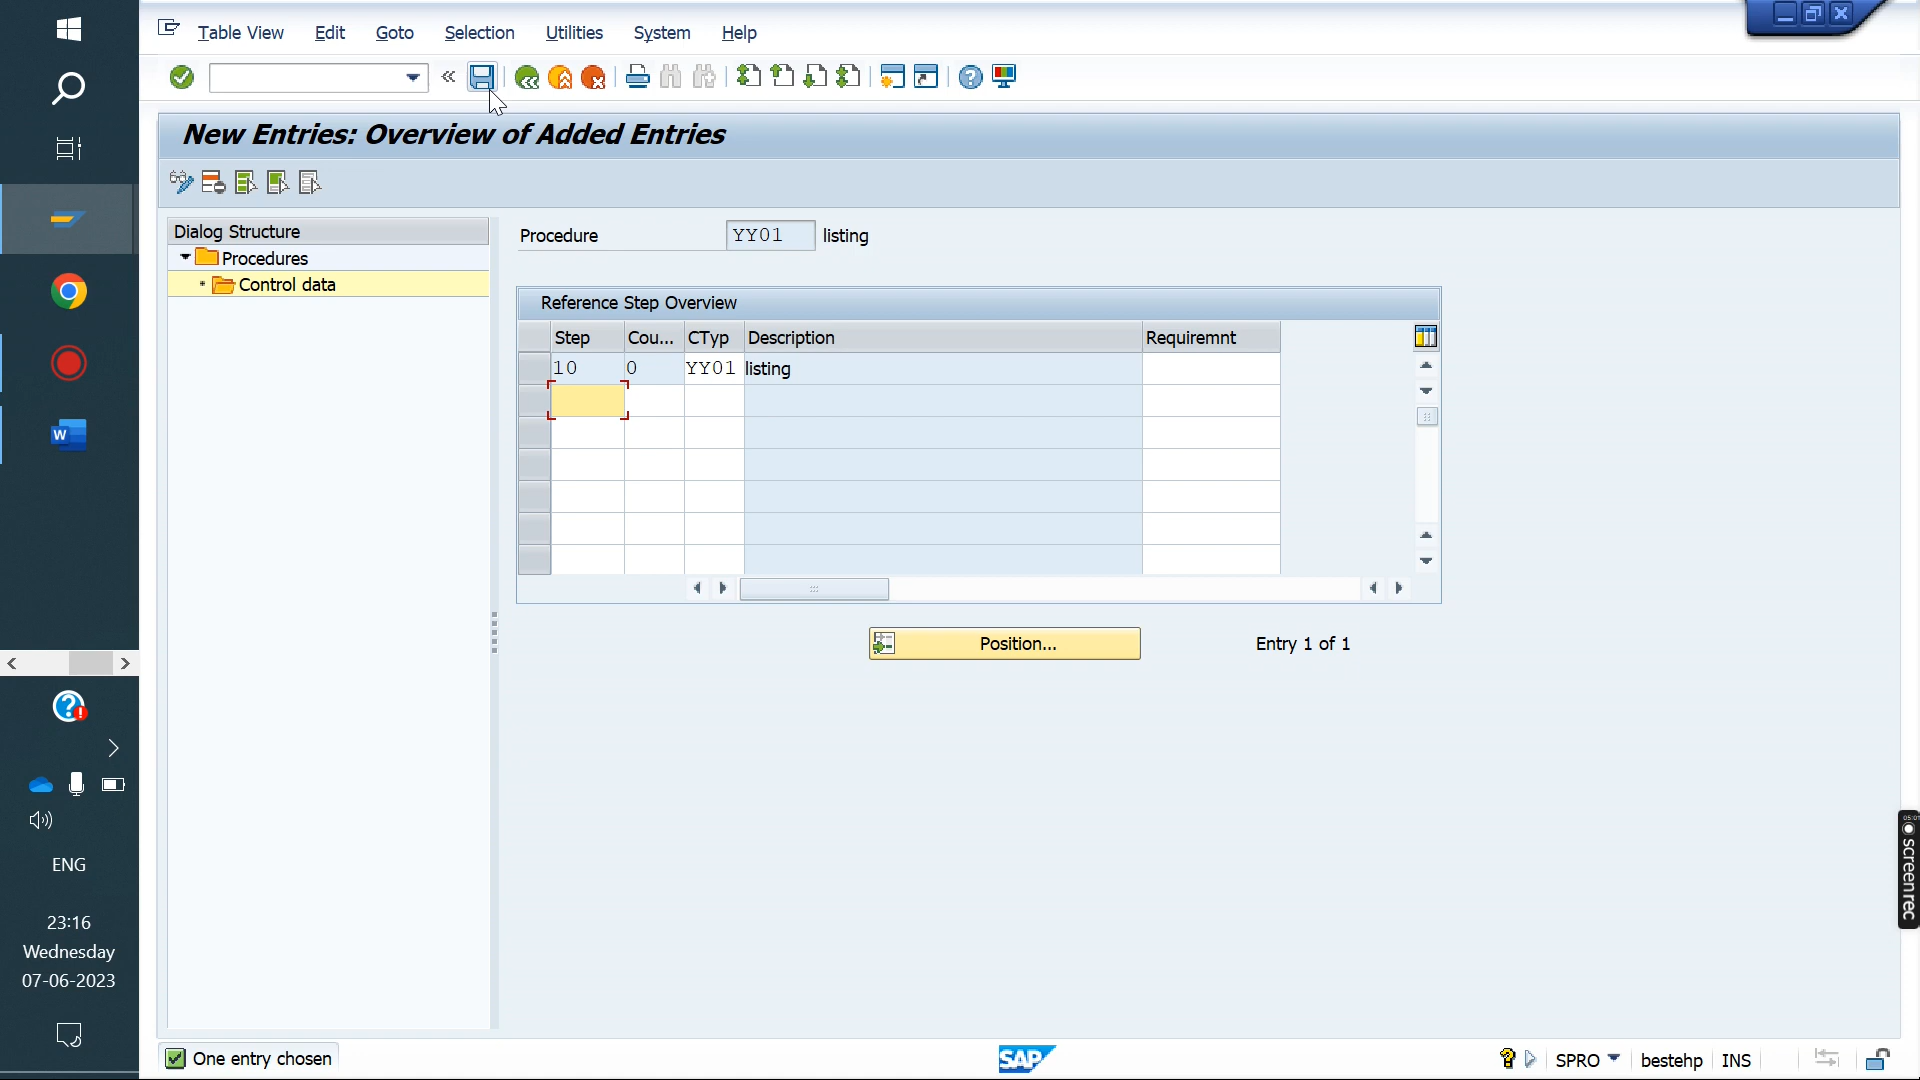 Table View Edit Goto Selection Utilities System Help
New Entries: Overview of Added Entries
Dialog Structure
Procedures
Control data
Procedure YY01 listing
Reference Step Overview
Step Cou... CTyp Description Requiremnt
10 0 YY01 listing
Position... Entry 1 of 1
One entry chosen
SAP
SPRO bestehp INS
W
ENG
23:16
Wednesday
07-06-2023
screenrec